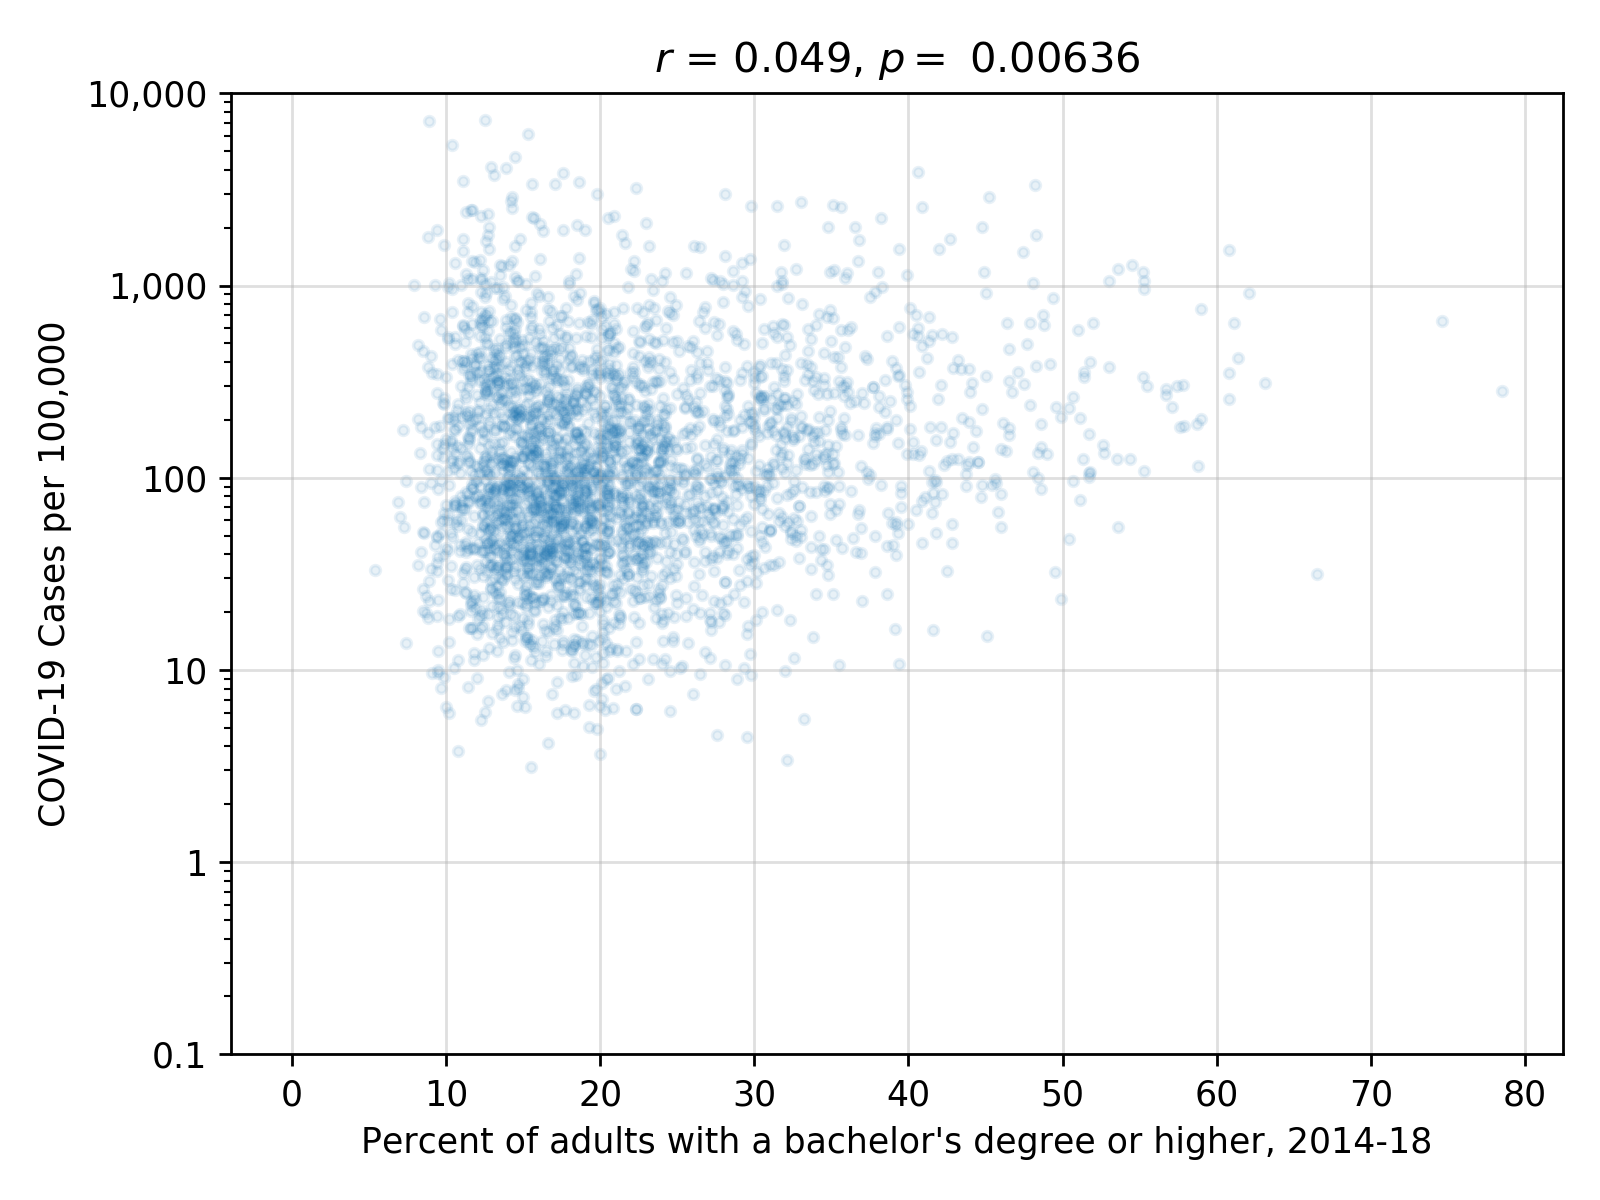 r = 0.049, p = 0.00636
10,000
1,000
100
10
1
0.1
COVID-19 Cases per 100,000
0 10 20 30 40 50 60 70 80
Percent of adults with a bachelor's degree or higher, 2014-18